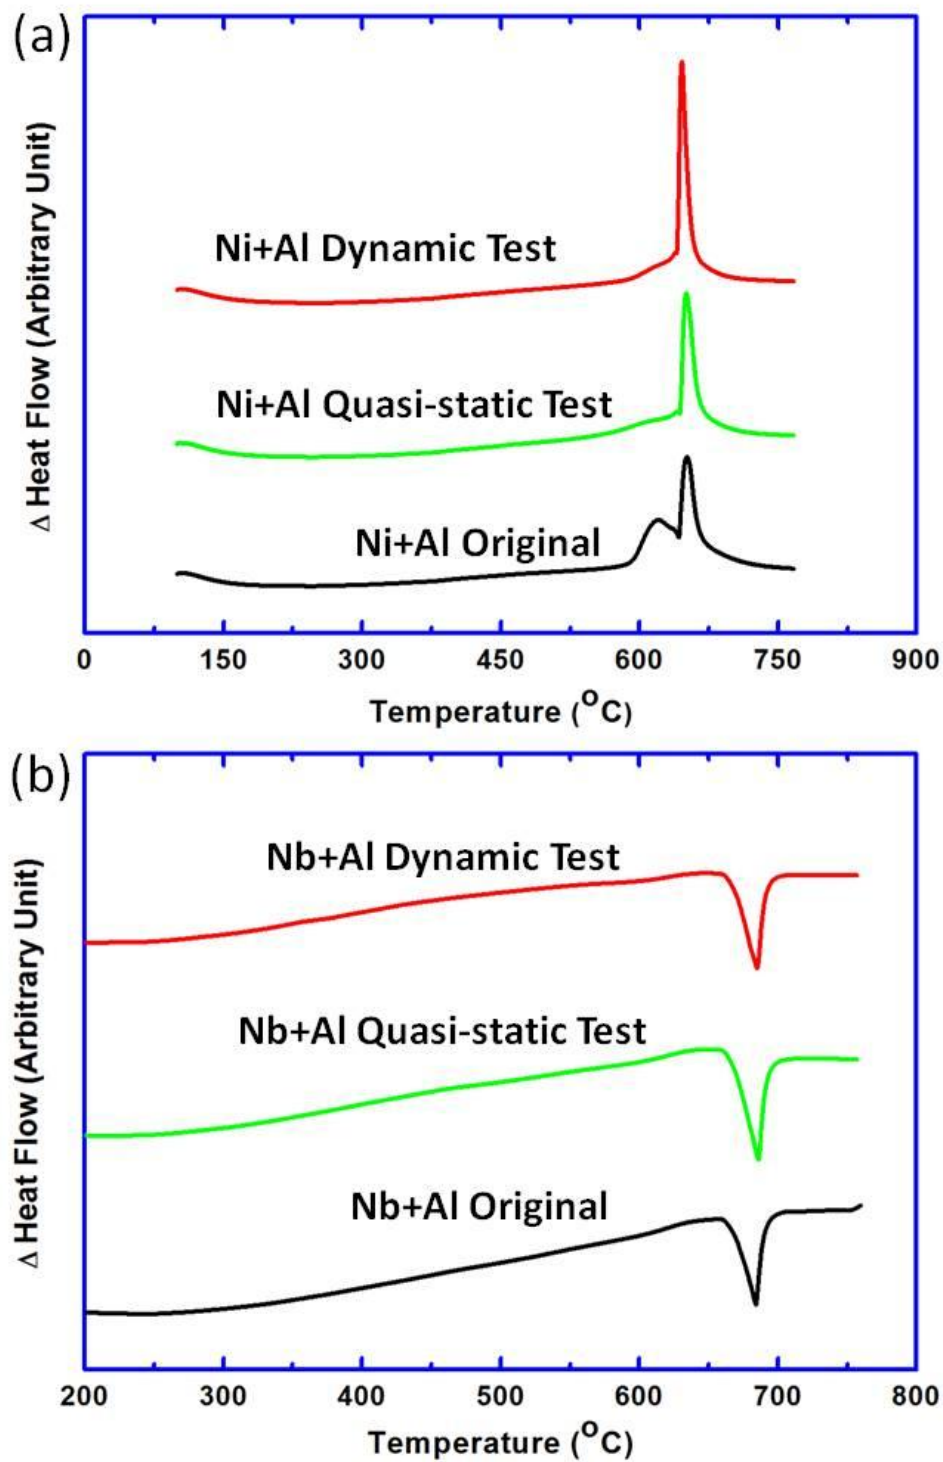 (a)
Δ Heat Flow (Arbitrary Unit)
Ni+Al Dynamic Test
Ni+Al Quasi-static Test
Ni+Al Original
0 150 300 450 600 750 900
Temperature (°C)
(b)
Δ Heat Flow (Arbitrary Unit)
Nb+Al Dynamic Test
Nb+Al Quasi-static Test
Nb+Al Original
200 300 400 500 600 700 800
Temperature (°C)